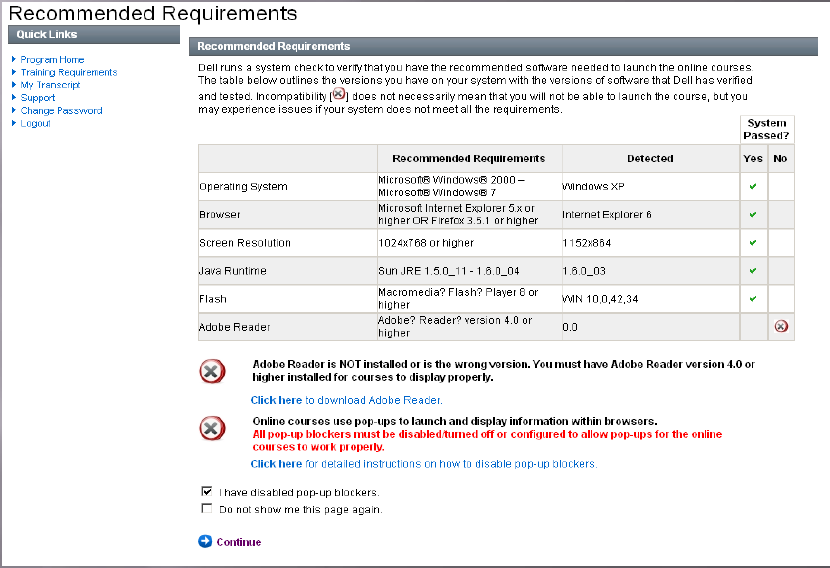 Recommended Requirements
Quick Links
Program Home
Training Requirements
My Transcript
Support
Change Password
Logout
Recommended Requirements
Dell runs a system check to verify that you have the recommended software needed to launch the online courses.
The table below outlines the versions you have on your system with the versions of software that Dell has verified
and tested. Incompatibility [ ] does not necessarily mean that you will not be able to launch the course, but you
may experience issues if your system does not meet all the requirements.
System
Passed?
Recommended Requirements Detected Yes No
Operating System Microsoft® Windows® 2000 – Microsoft® Windows® 7 Windows XP
Browser Microsoft Internet Explorer 5.x or higher OR Firefox 3.5.1 or higher Internet Explorer 6
Screen Resolution 1024x768 or higher 1152x864
Java Runtime Sun JRE 1.5.0_11 - 1.6.0_04 1.6.0_03
Flash Macromedia? Flash? Player 8 or higher WIN 10,0,42,34
Adobe Reader Adobe? Reader? version 4.0 or higher 0.0
Adobe Reader is NOT installed or is the wrong version. You must have Adobe Reader version 4.0 or
higher installed for courses to display properly.
Click here to download Adobe Reader.
Online courses use pop-ups to launch and display information within browsers.
All pop-up blockers must be disabled/turned off or configured to allow pop-ups for the online
courses to work properly.
Click here for detailed instructions on how to disable pop-up blockers.
I have disabled pop-up blockers.
Do not show me this page again.
Continue